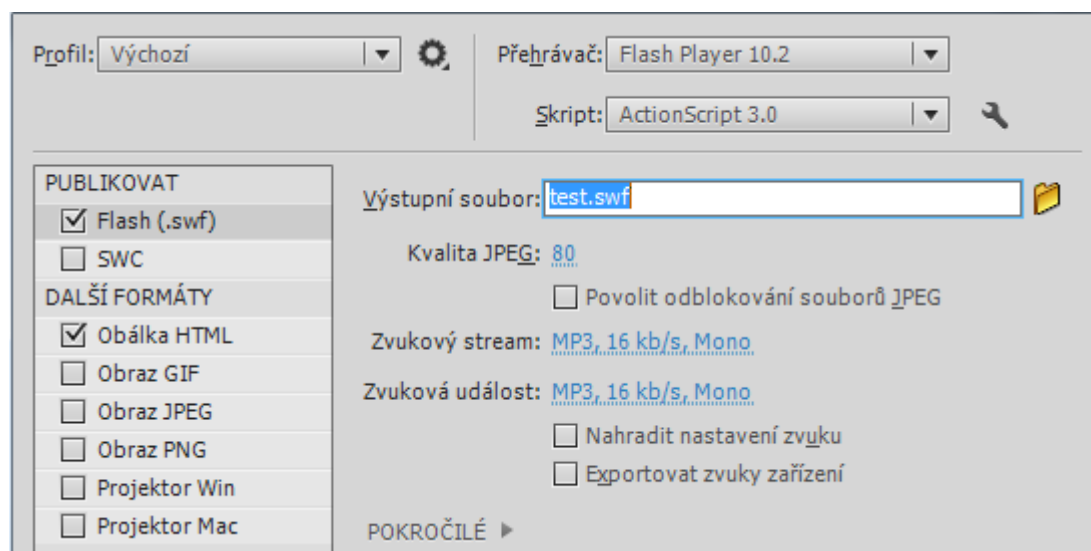 Profil: Výchozí
Přehrávač: Flash Player 10.2
Skript: ActionScript 3.0
PUBLIKOVAT
Flash (.swf)
SWC
DALŠÍ FORMÁTY
Obálka HTML
Obraz GIF
Obraz JPEG
Obraz PNG
Projektor Win
Projektor Mac
Výstupní soubor: test.swf
Kvalita JPEG: 80
Povolit odblokování souborů JPEG
Zvukový stream: MP3, 16 kb/s, Mono
Zvuková událost: MP3, 16 kb/s, Mono
Nahradit nastavení zvuku
Exportovat zvuky zařízení
POKROČILÉ